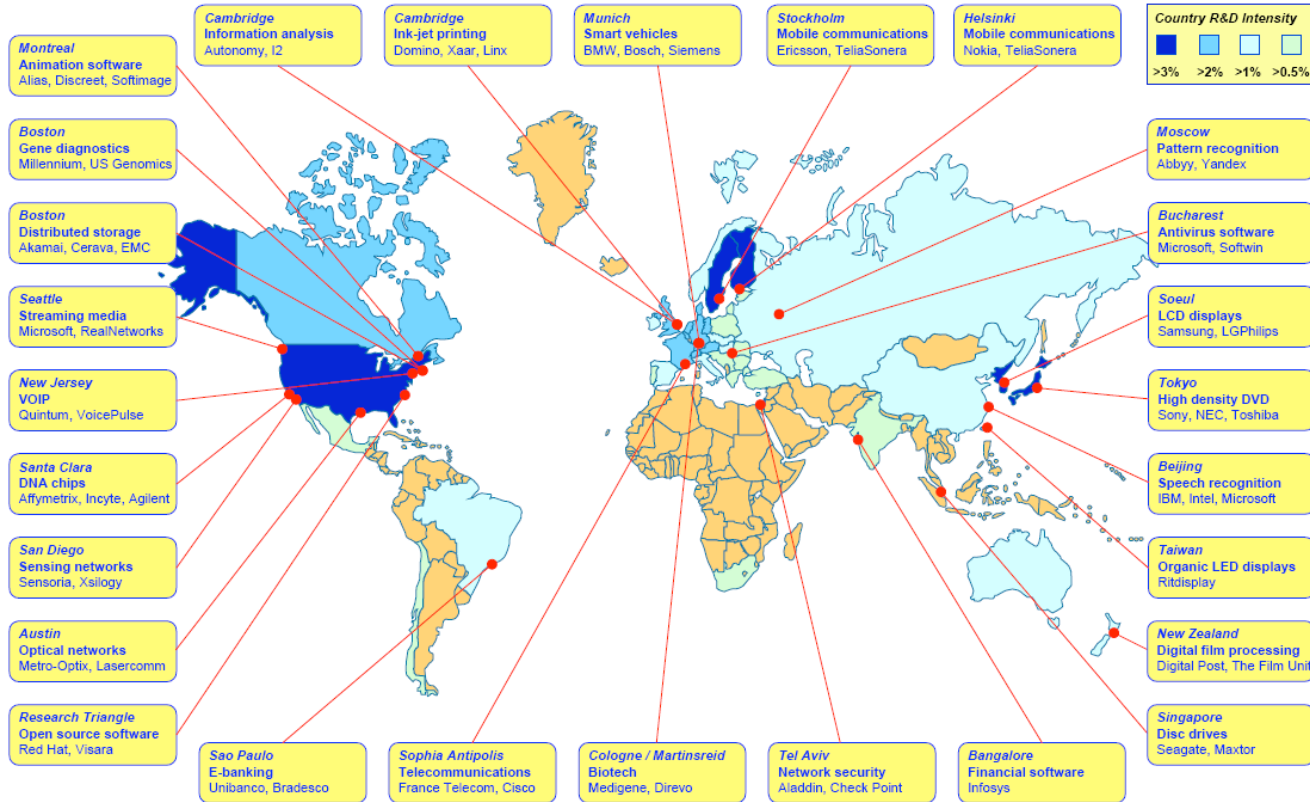 Cambridge
Information analysis
Autonomy, I2
Cambridge
Ink-jet printing
Domino, Xaar, Linx
Munich
Smart vehicles
BMW, Bosch, Siemens
Stockholm
Mobile communications
Ericsson, TeliaSonera
Helsinki
Mobile communications
Nokia, TeliaSonera
Country R&D Intensity
>3% >2% >1% >0.5%
Montreal
Animation software
Alias, Discreet, Softimage
Boston
Gene diagnostics
Millennium, US Genomics
Boston
Distributed storage
Akamai, Cerava, EMC
Seattle
Streaming media
Microsoft, RealNetworks
New Jersey
VOIP
Quintum, VoicePulse
Santa Clara
DNA chips
Affymetrix, Incyte, Agilent
San Diego
Sensing networks
Sensoria, Xsilogy
Austin
Optical networks
Metro-Optix, Lasercomm
Research Triangle
Open source software
Red Hat, Visara
Moscow
Pattern recognition
Abbyy, Yandex
Bucharest
Antivirus software
Microsoft, Softwin
Soeul
LCD displays
Samsung, LGPhilips
Tokyo
High density DVD
Sony, NEC, Toshiba
Beijing
Speech recognition
IBM, Intel, Microsoft
Taiwan
Organic LED displays
Ritdisplay
New Zealand
Digital film processing
Digital Post, The Film Unit
Singapore
Disc drives
Seagate, Maxtor
Sao Paulo
E-banking
Unibanco, Bradesco
Sophia Antipolis
Telecommunications
France Telecom, Cisco
Cologne / Martinsreid
Biotech
Medigene, Direvo
Tel Aviv
Network security
Aladdin, Check Point
Bangalore
Financial software
Infosys